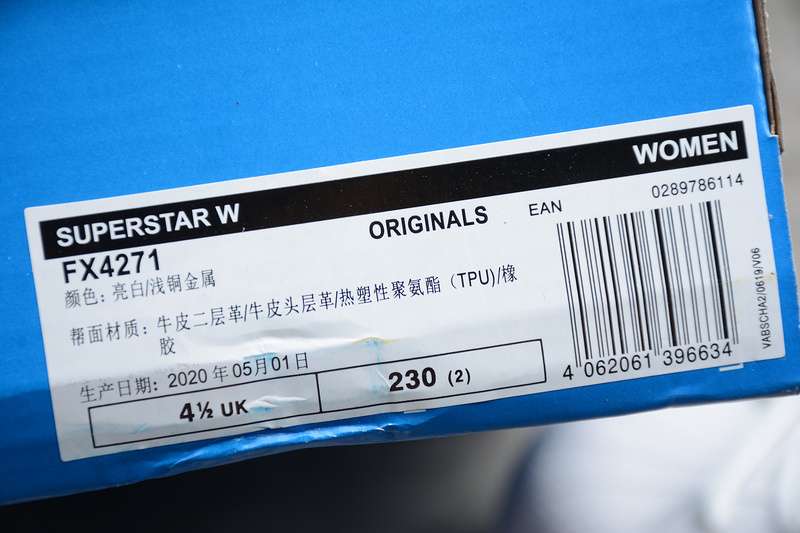 SUPERSTAR W WOMEN
FX4271 ORIGINALS EAN 0289786114
颜色：亮白/浅铜金属
帮面材质：牛皮二层革/牛皮头层革/热塑性聚氨酯（TPU)/橡
胶
生产日期：2020 年 05月 01日
4½ UK 230 (2)
4 062061 396634
VABSCHA2/0619/V06